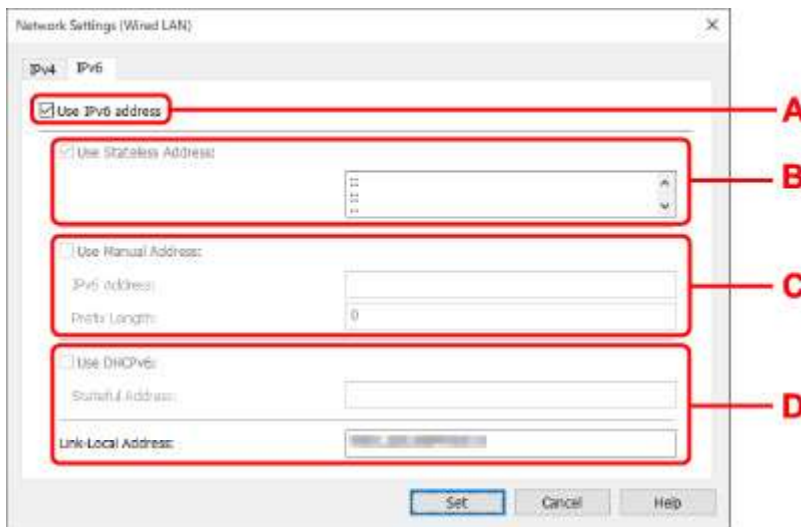 Network Settings (Wired LAN)
IPv4 IPv6
Use IPv6 address
A
Use Stateless Address:
::
::
::
B
Use Manual Address:
IPv6 Address:
Prefix Length: 0
C
Use DHCPv6:
Stateful Address:
Link-Local Address:
D
Set Cancel Help